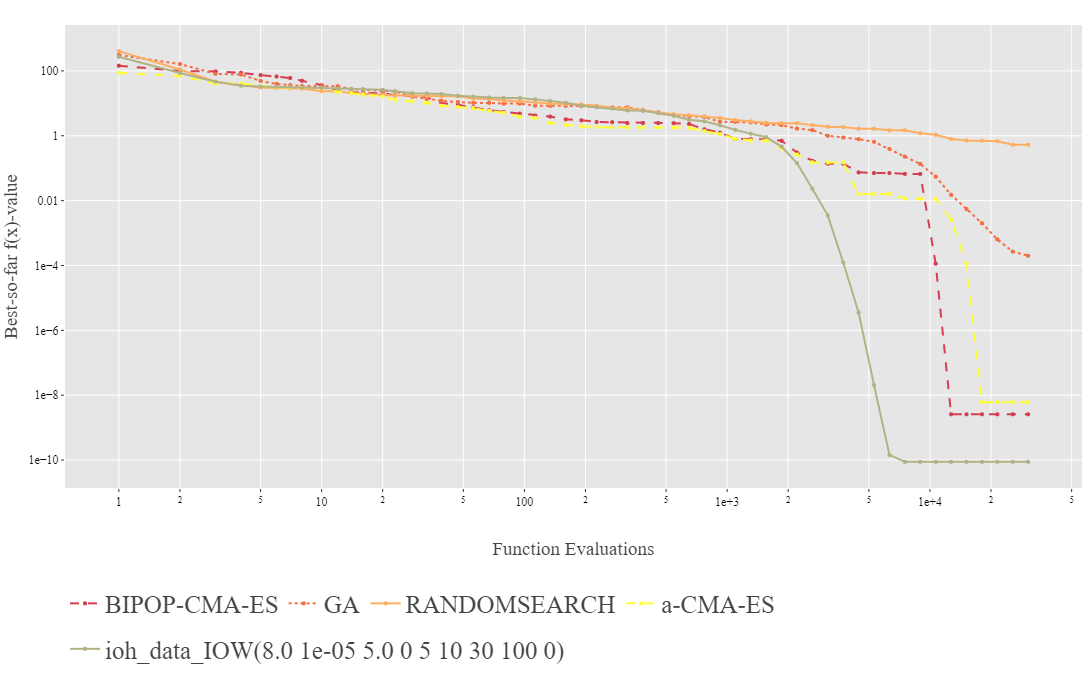 Best-so-far f(x)-value
100
1
0.01
1e−4
1e−6
1e−8
1e−10
1 2 5 10 2 5 100 2 5 1e+3 2 5 1e+4 2 5
Function Evaluations
BIPOP-CMA-ES GA RANDOMSEARCH a-CMA-ES
ioh_data_IOW(8.0 1e-05 5.0 0 5 10 30 100 0)